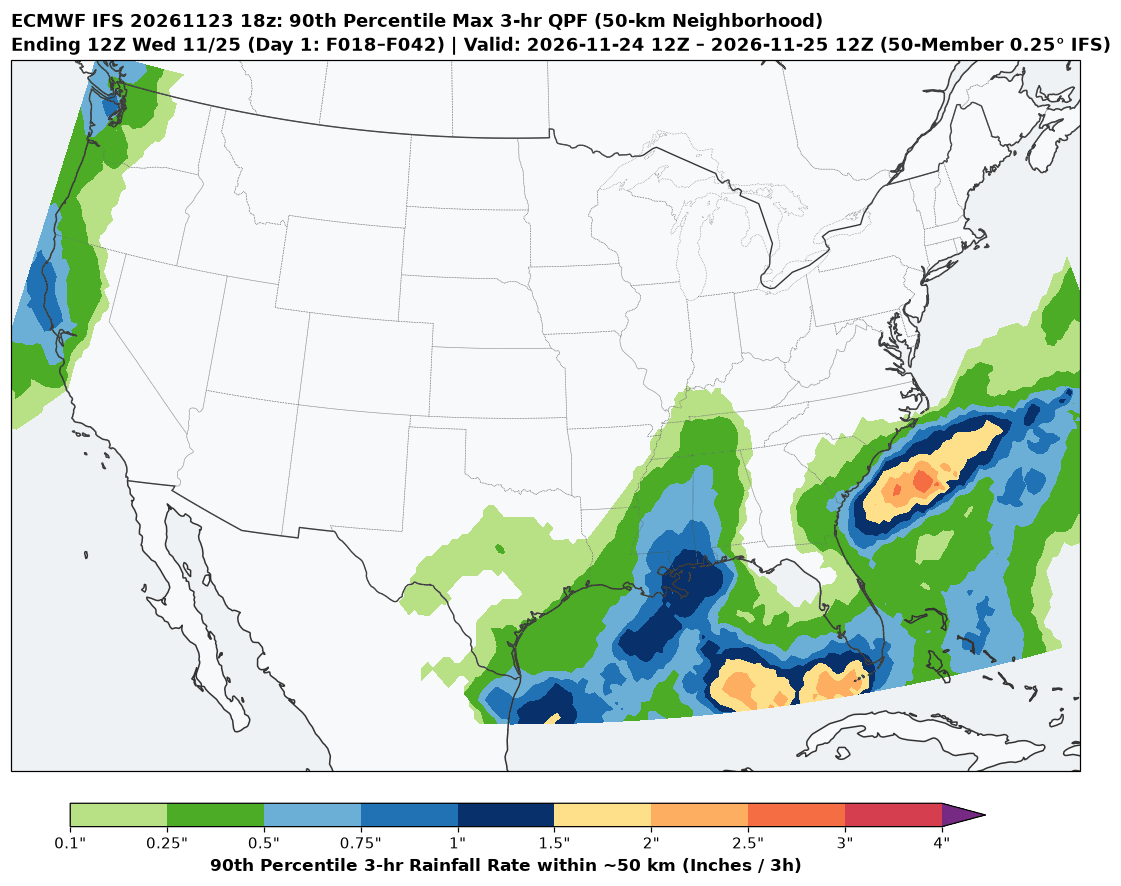 ECMWF IFS 20261123 18z: 90th Percentile Max 3-hr QPF (50-km Neighborhood)
Ending 12Z Wed 11/25 (Day 1: F018–F042) | Valid: 2026-11-24 12Z – 2026-11-25 12Z (50-Member 0.25° IFS)
0.1" 0.25" 0.5" 0.75" 1" 1.5" 2" 2.5" 3" 4"
90th Percentile 3-hr Rainfall Rate within ~50 km (Inches / 3h)